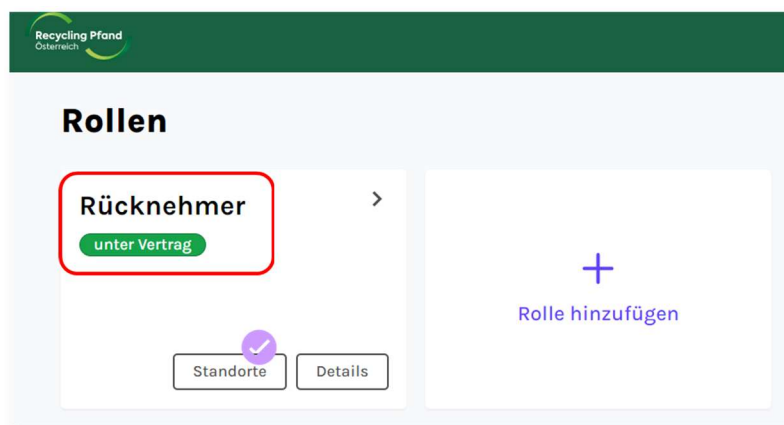 Recycling Pfand
Österreich
Rollen
Rücknehmer
unter Vertrag
Standorte
Details
Rolle hinzufügen